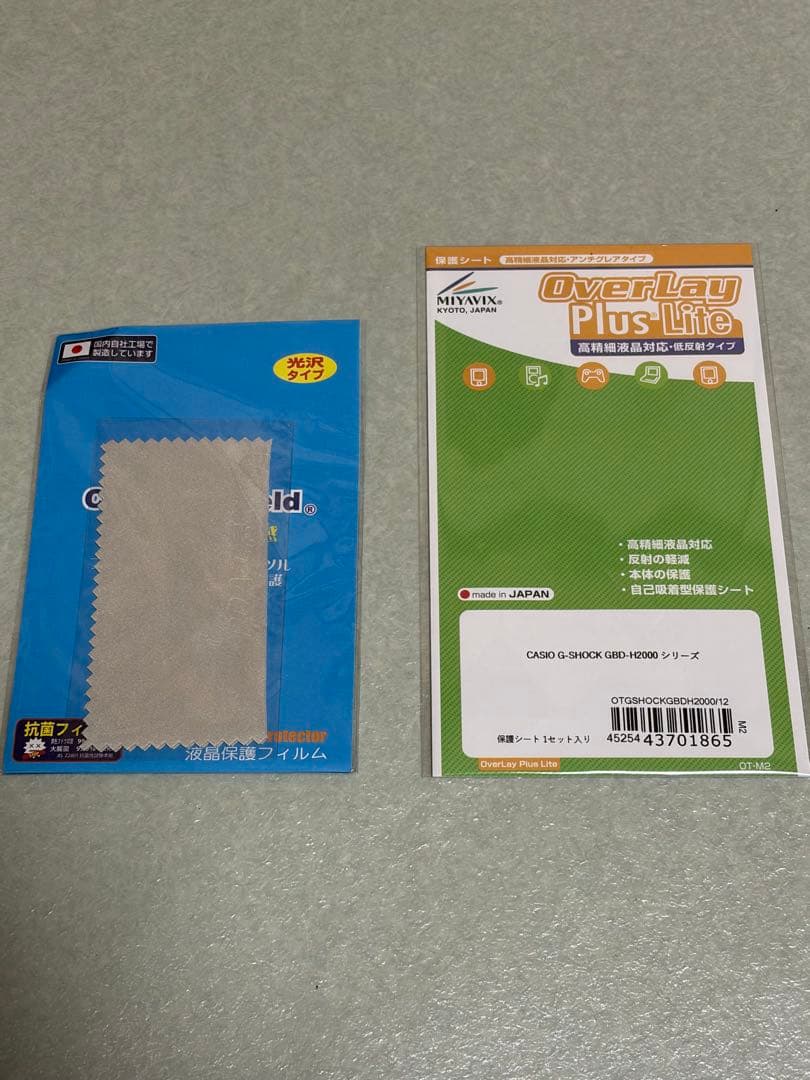 国内自社工場で
製造しています
光沢
タイプ
eld®
ツル
護
抗菌フィ
大腸菌
液晶保護フィルム
保護シート 高精細液晶対応・アンチグレアタイプ
MIYAVIX®
KYOTO, JAPAN
OverLay
Plus Lite
高精細液晶対応・低反射タイプ
・高精細液晶対応
・反射の軽減
・本体の保護
・自己吸着型保護シート
made in JAPAN
CASIO G-SHOCK GBD-H2000 シリーズ
OTGSHOCKGBDH2000/12
保護シート 1セット入り
45254 43701865
M2
OverLay Plus Lite
OT-M2